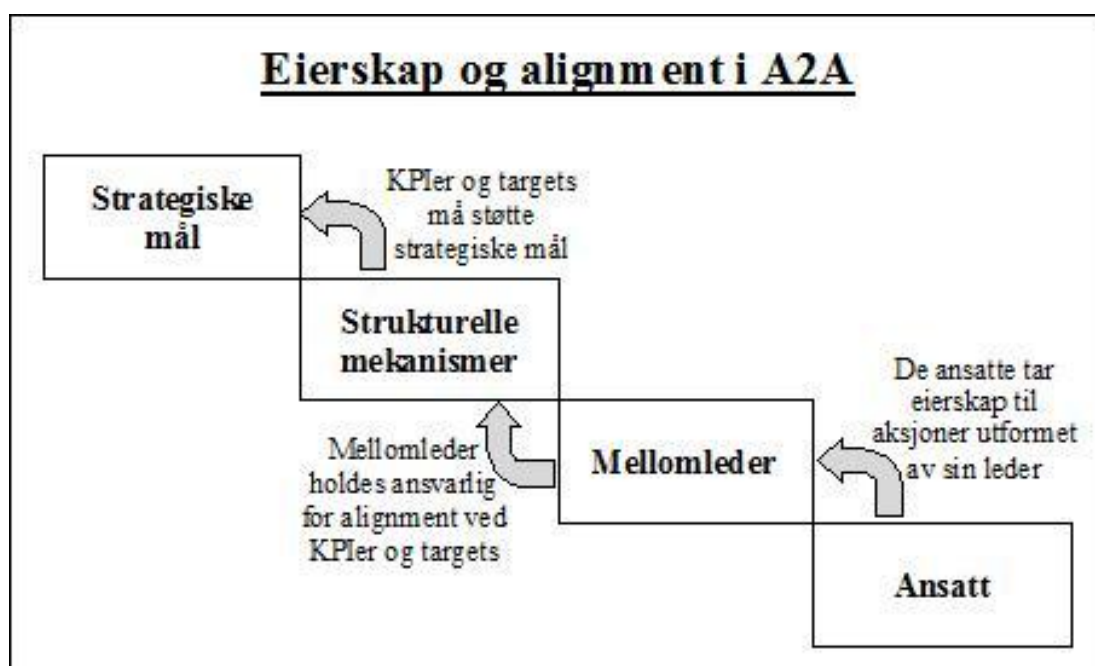 Eierskap og alignment i A2A
Strategiske
mål
KPIer og targets
må støtte
strategiske mål
Strukturelle
mekanismer
Mellomleder
holdes ansvarlig
for alignment ved
KPIer og targets
Mellomleder
De ansatte tar
eierskap til
aksjoner utformet
av sin leder
Ansatt